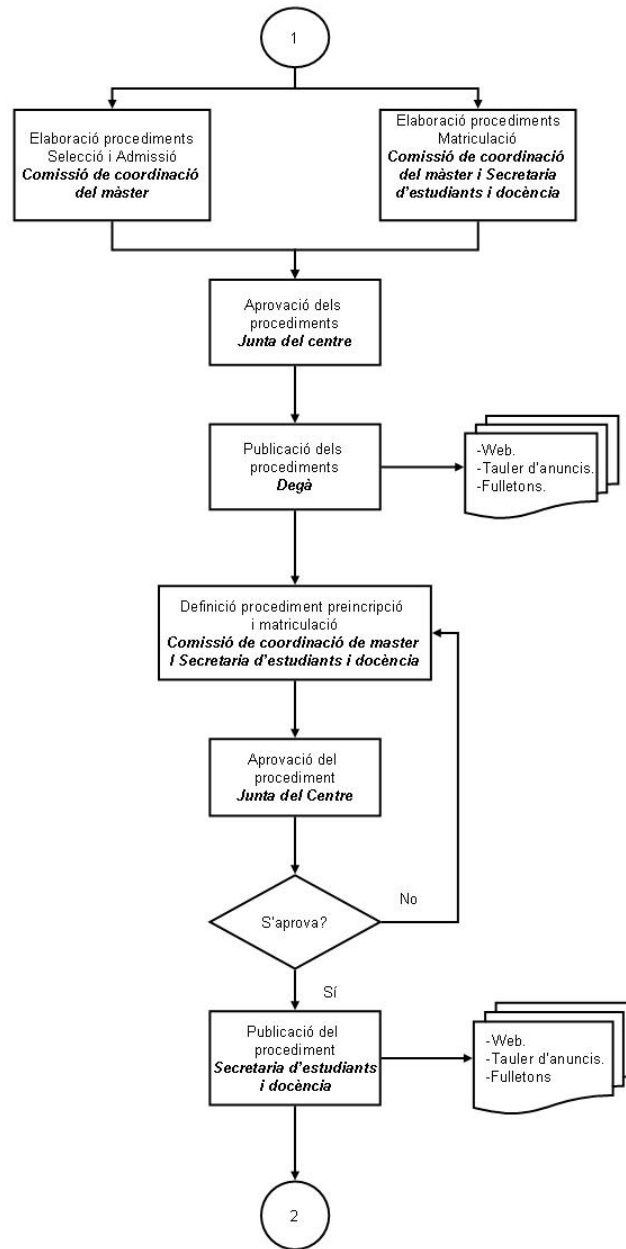 1
Elaboració procediments
Selecció i Admissió
Comissió de coordinació
del màster
Elaboració procediments
Matriculació
Comissió de coordinació
del màster i Secretaria
d'estudiants i docència
Aprovació dels
procediments
Junta del centre
Publicació dels
procediments
Degà
-Web.
-Tauler d'anuncis.
-Fulletons.
Definició procediment preincripció
i matriculació
Comissió de coordinació de master
I Secretaria d'estudiants i docència
Aprovació del
procediment
Junta del Centre
S'aprova?
No
Sí
Publicació del
procediment
Secretaria d'estudiants
i docència
-Web.
-Tauler d'anuncis.
-Fulletons
2